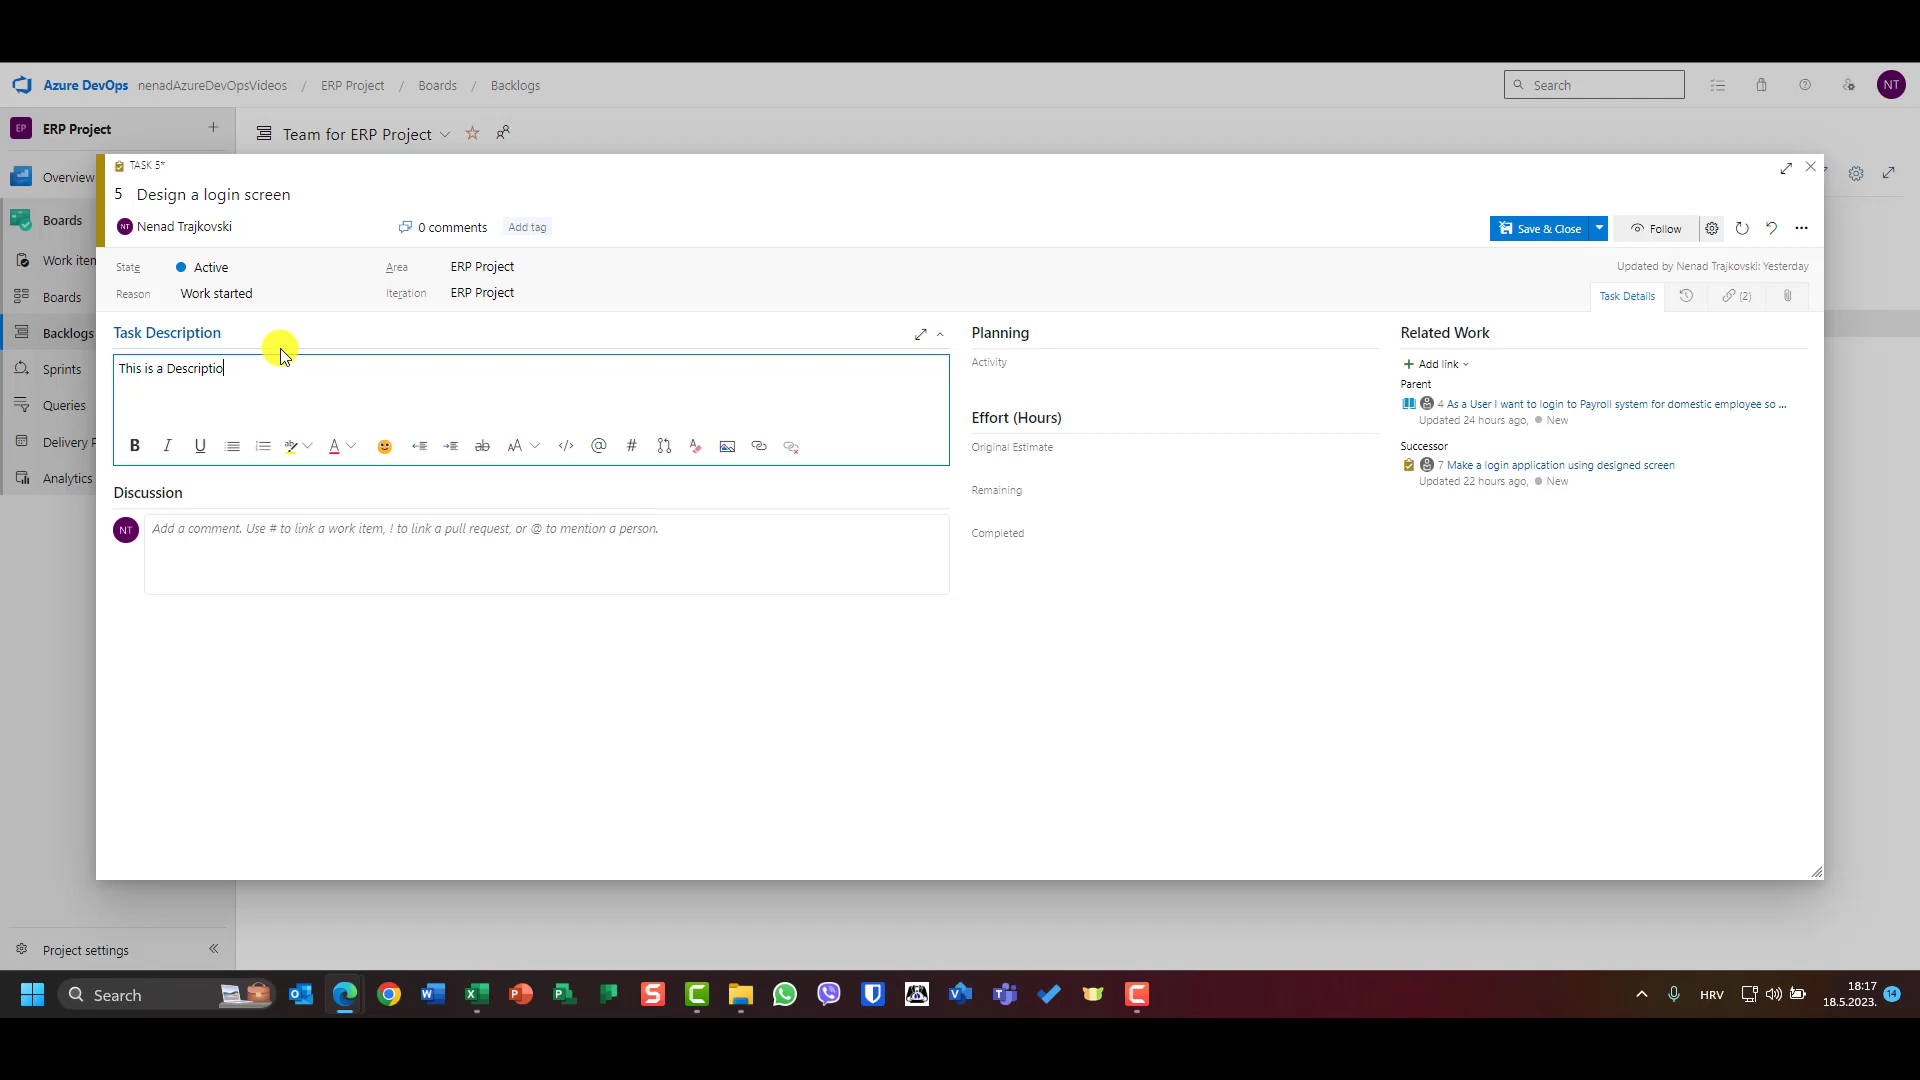 Azure DevOps nenadAzureDevOpsVideos / ERP Project / Boards / Backlogs
Search
NT
EP ERP Project
Team for ERP Project
Overview
Boards
Work iten
Boards
Backlogs
Sprints
Queries
Delivery P
Analytics
Project settings
TASK 5*
5 Design a login screen
NT Nenad Trajkovski
0 comments
Add tag
Save & Close
Follow
State Active
Area ERP Project
Reason Work started
Iteration ERP Project
Updated by Nenad Trajkovski: Yesterday
Task Details
(2)
Task Description
This is a Descriptio
B I U
ab
AA
@ #
Discussion
NT
Add a comment. Use # to link a work item, ! to link a pull request, or @ to mention a person.
Planning
Activity
Effort (Hours)
Original Estimate
Remaining
Completed
Related Work
Add link
Parent
4 As a User I want to login to Payroll system for domestic employee so ...
Updated 24 hours ago, New
Successor
7 Make a login application using designed screen
Updated 22 hours ago, New
Search
HRV
18:17
18.5.2023.
14